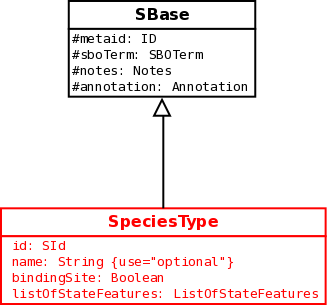 SBase
#metaid: ID
#sboTerm: SBOTerm
#notes: Notes
#annotation: Annotation
SpeciesType
id: SId
name: String {use="optional"}
bindingSite: Boolean
listOfStateFeatures: ListOfStateFeatures